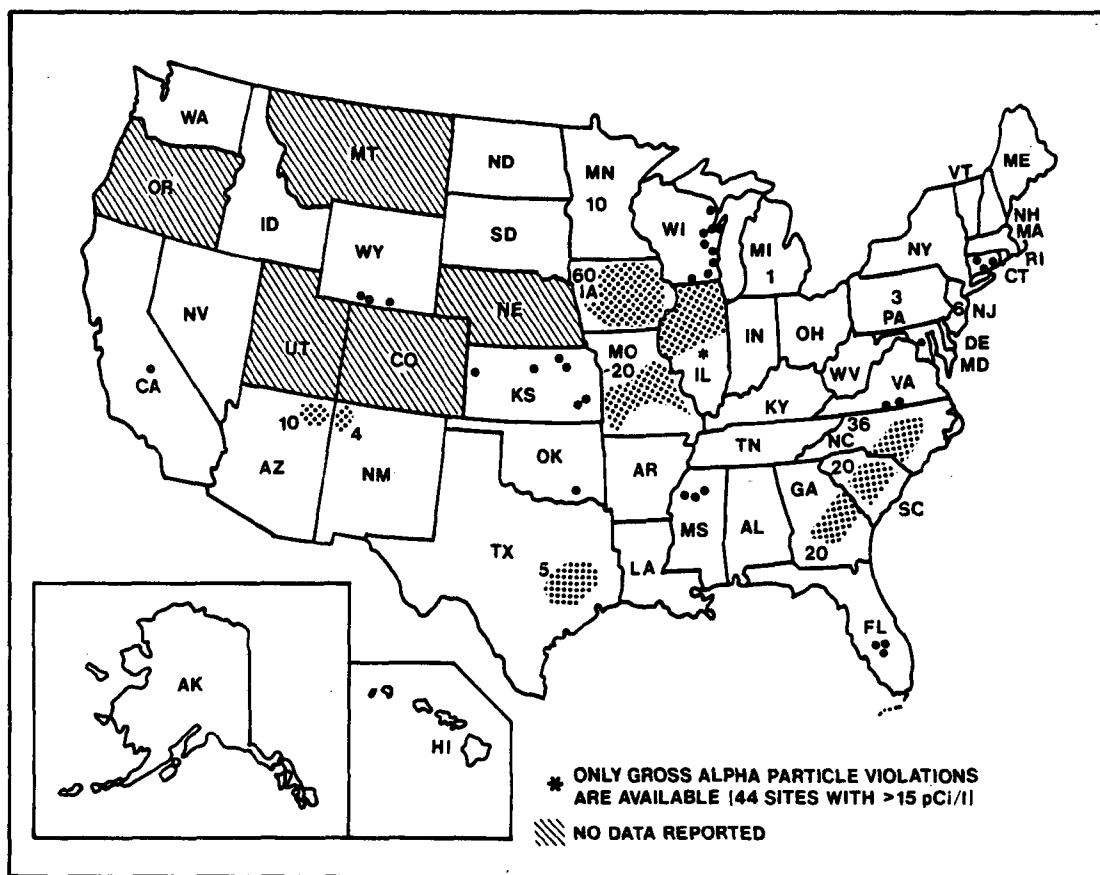 WA
MT
ND
MN
10
OR
ID
SD
WY
WI
MI
1
VT
ME
NH
MA
NY
RI
CT
60
IA
NE
NV
UT
CO
3
PA
6
NJ
DE
MD
IN
OH
*
IL
MO
20
KS
CA
WV
VA
KY
10
4
AZ
NM
OK
AR
TN
36
NC
20
SC
GA
20
MS
AL
TX
5
LA
FL
AK
HI
* ONLY GROSS ALPHA PARTICLE VIOLATIONS
ARE AVAILABLE (44 SITES WITH >15 pCi/l)
NO DATA REPORTED